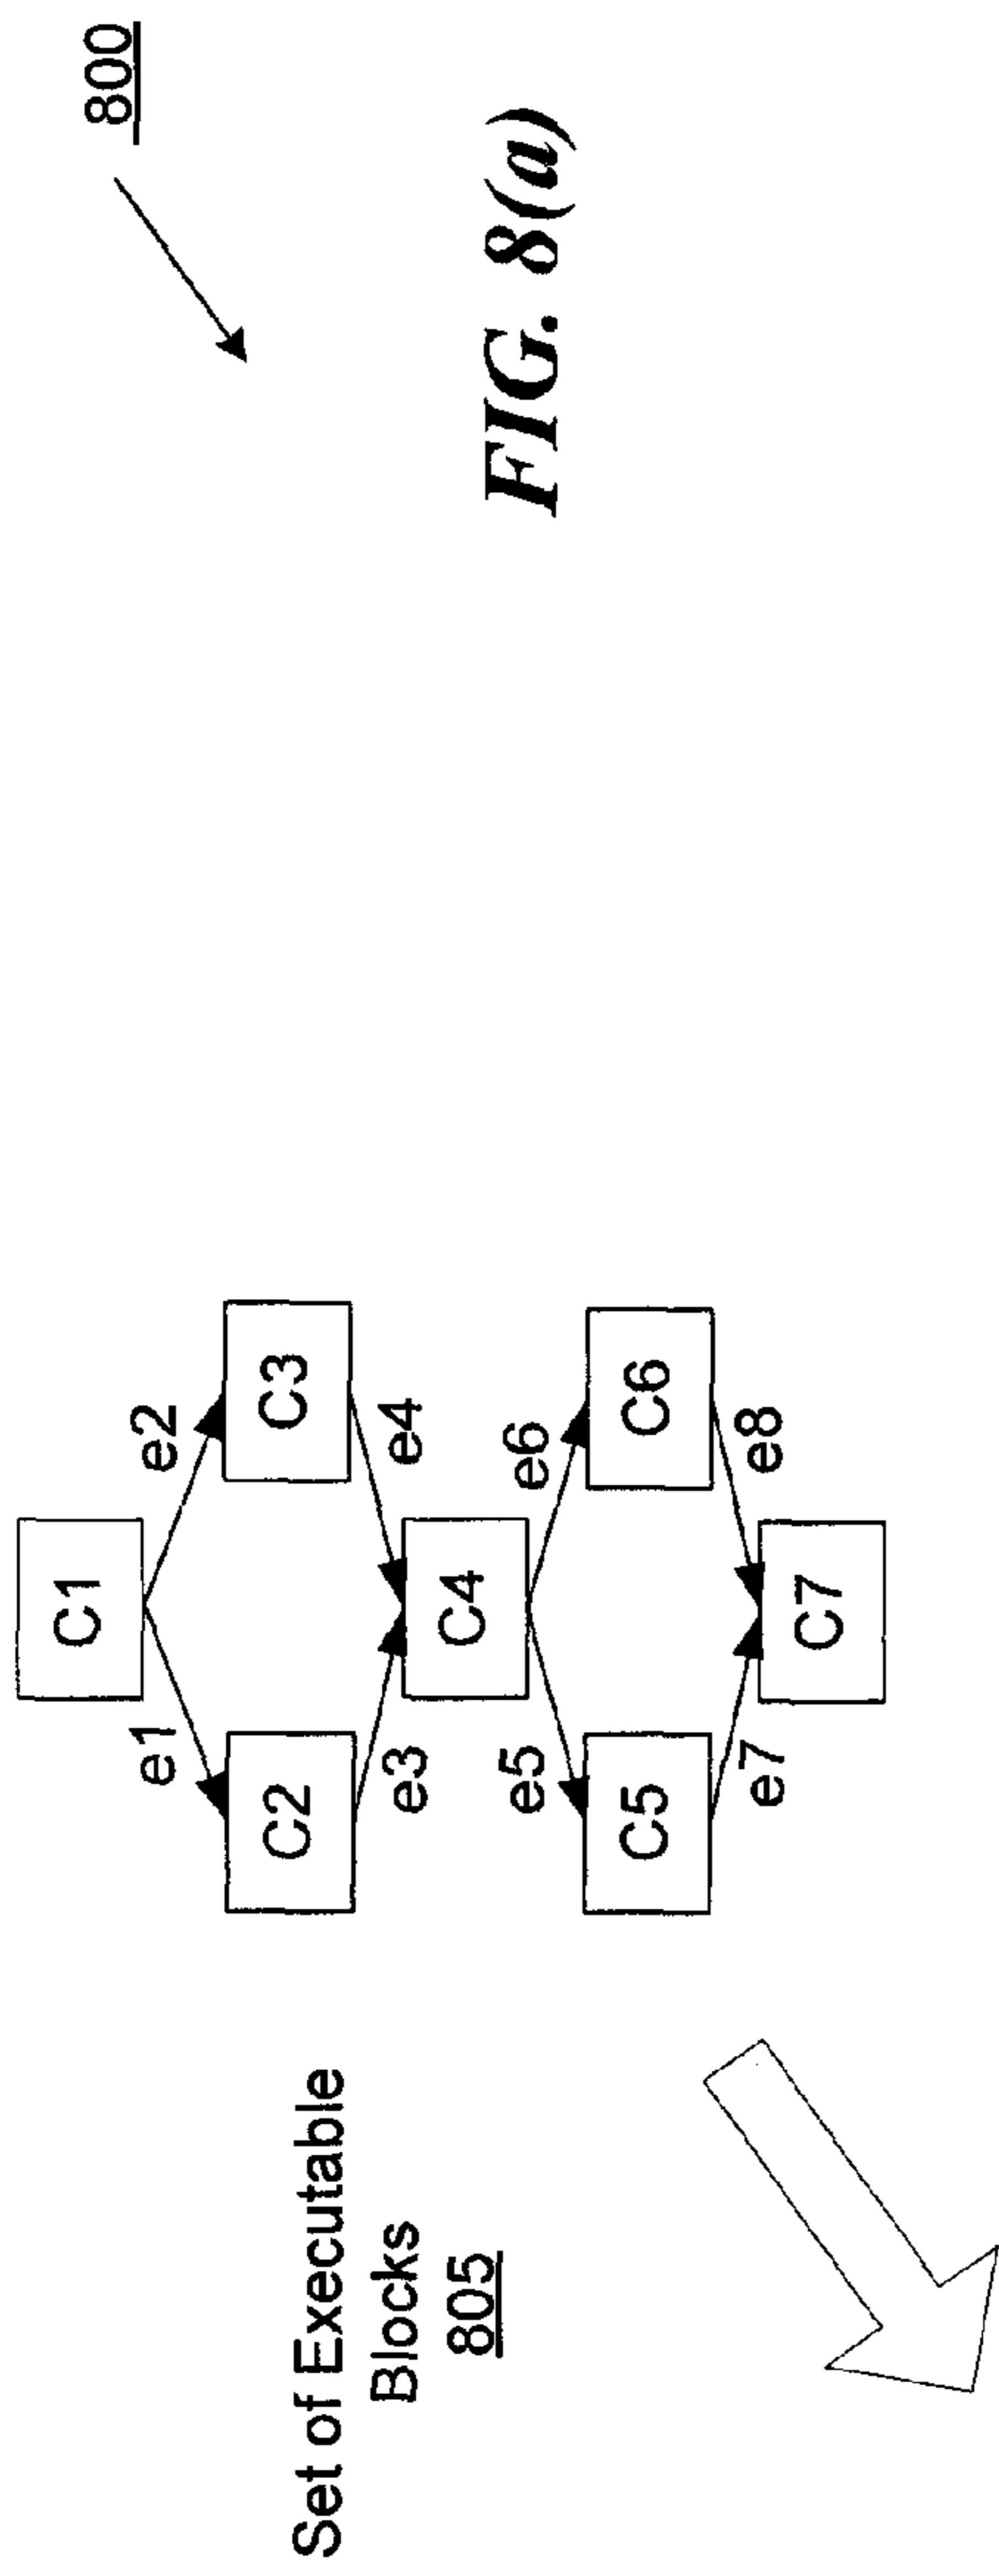 800
FIG. 8(a)
C1
e1
e2
C2
C3
Set of Executable
Blocks
805
e3
e4
C4
e5
e6
C5
C6
e7
e8
C7